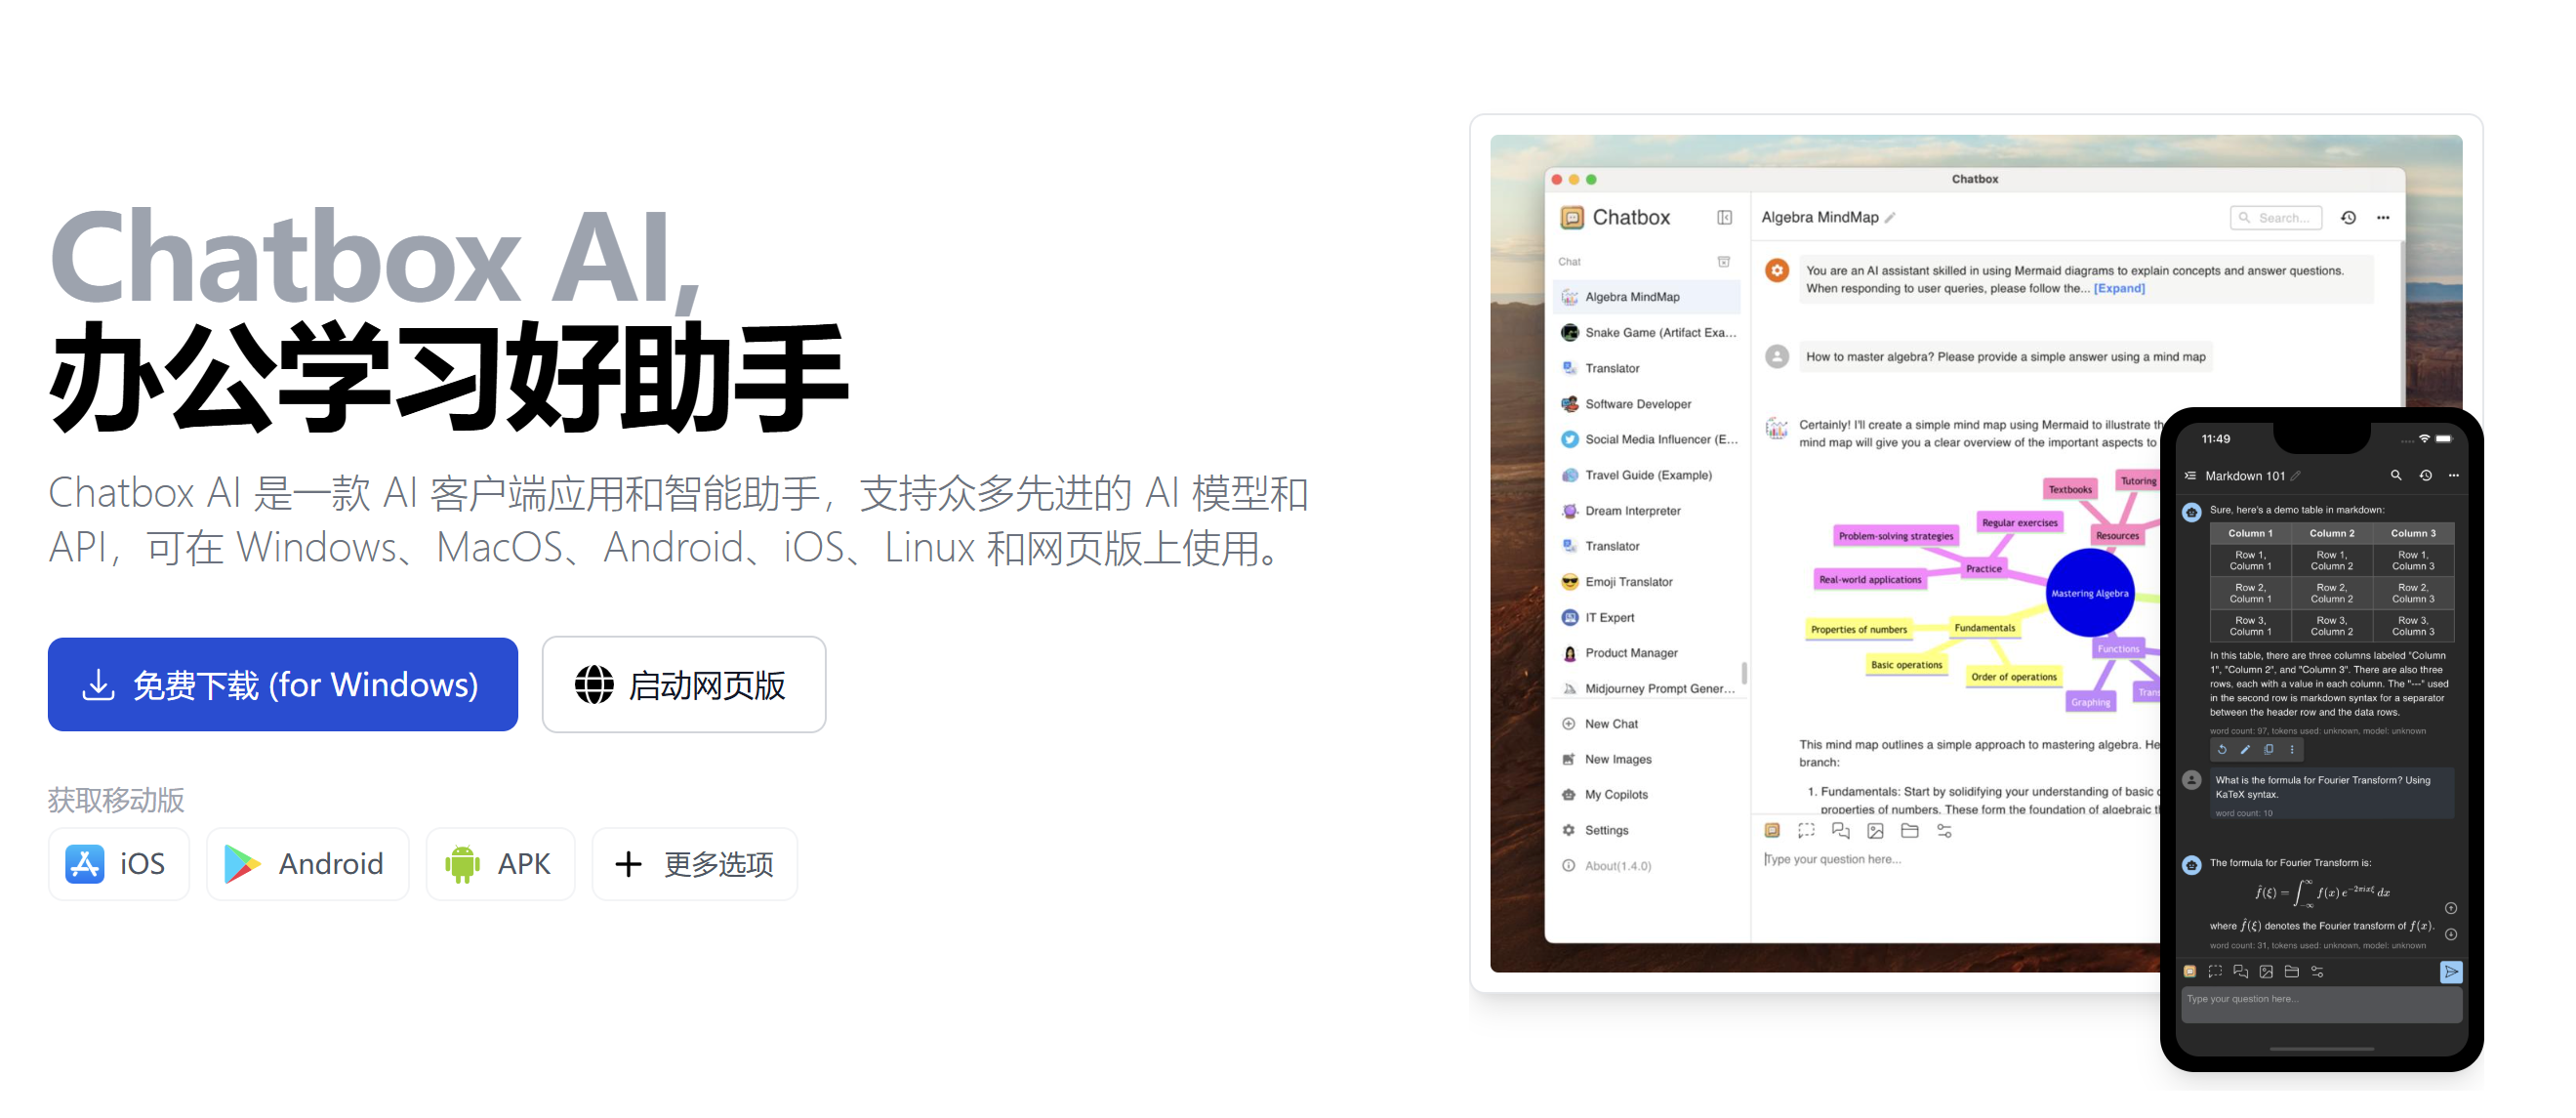 Chatbox AI,
办公学习好助手
Chatbox AI 是一款 AI 客户端应用和智能助手，支持众多先进的 AI 模型和
API，可在 Windows、MacOS、Android、iOS、Linux 和网页版上使用。
免费下载 (for Windows)
启动网页版
获取移动版
iOS
Android
APK
更多选项
Chatbox
Chatbox
Chat
Algebra MindMap
Snake Game (Artifact Exa...
Translator
Software Developer
Social Media Influencer (E...
Travel Guide (Example)
Dream Interpreter
Translator
Emoji Translator
IT Expert
Product Manager
Midjourney Prompt Gener...
New Chat
New Images
My Copilots
Settings
About(1.4.0)
Algebra MindMap
Search...
You are an AI assistant skilled in using Mermaid diagrams to explain concepts and answer questions.
When responding to user queries, please follow the... [Expand]
How to master algebra? Please provide a simple answer using a mind map
Certainly! I'll create a simple mind map using Mermaid to illustrate th
mind map will give you a clear overview of the important aspects to
Textbooks
Tutoring
Regular exercises
Problem-solving strategies
Resources
Practice
Real-world applications
Mastering Algebra
Properties of numbers
Fundamentals
Functions
Basic operations
Order of operations
Trans
Graphing
This mind map outlines a simple approach to mastering algebra. He
branch:
1. Fundamentals: Start by solidifying your understanding of basic
properties of numbers. These form the foundation of algebraic th
Type your question here...
11:49
Markdown 101
Sure, here's a demo table in markdown:
Column 1 Column 2 Column 3
Row 1, Row 1, Row 1,
Column 1 Column 2 Column 3
Row 2, Row 2, Row 2,
Column 1 Column 2 Column 3
Row 3, Row 3, Row 3,
Column 1 Column 2 Column 3
In this table, there are three columns labeled "Column
1", "Column 2", and "Column 3". There are also three
rows, each with a value in each column. The "---" used
in the second row is markdown syntax for a separator
between the header row and the data rows.
word count: 97, tokens used: unknown, model: unknown
What is the formula for Fourier Transform? Using
KaTeX syntax.
word count: 10
The formula for Fourier Transform is:
f̂(ξ) = ∫_{-∞}^{∞} f(x) e^{-2πixξ} dx
where f̂(ξ) denotes the Fourier transform of f(x).
word count: 31, tokens used: unknown, model: unknown
Type your question here...